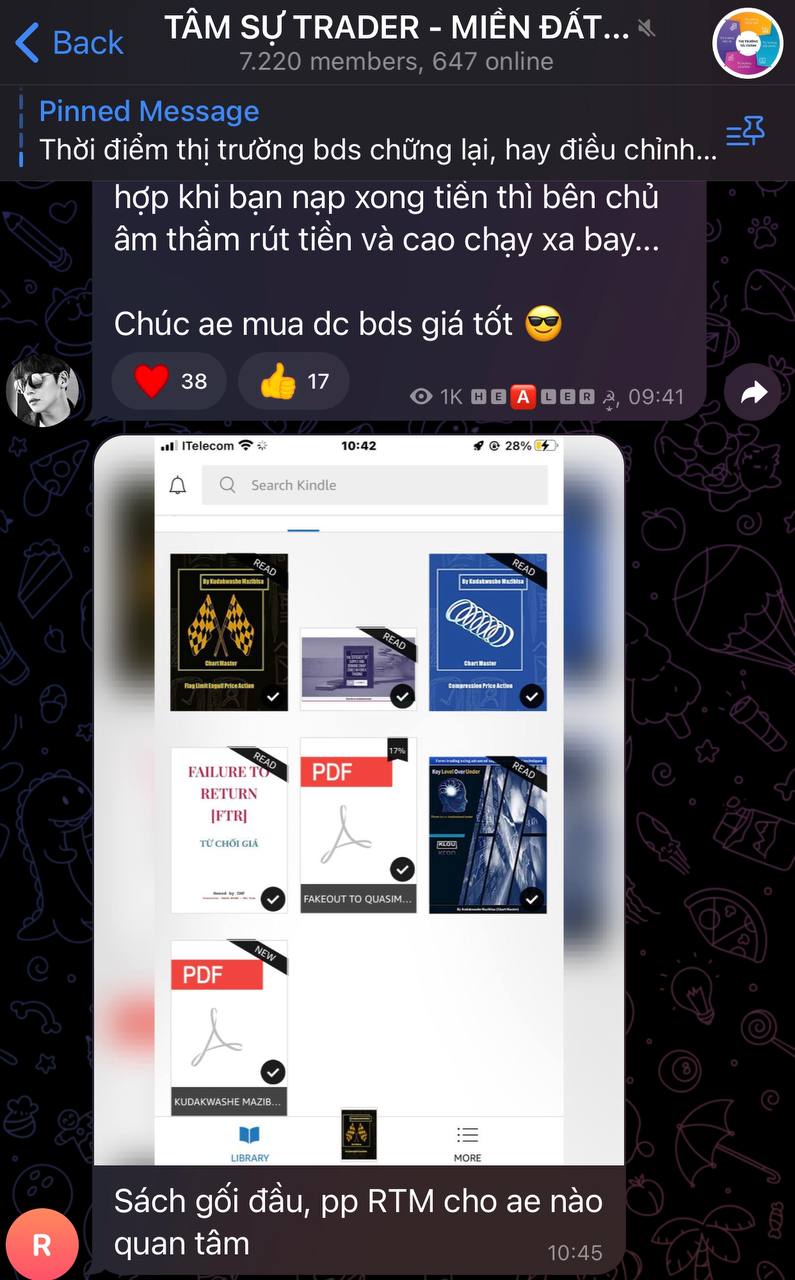 Back
TÂM SỰ TRADER - MIỀN ĐẤT...
7.220 members, 647 online
Pinned Message
Thời điểm thị trường bds chững lại, hay điều chỉnh...
hợp khi bạn nạp xong tiền thì bên chủ
âm thầm rút tiền và cao chạy xa bay...
Chúc ae mua dc bds giá tốt 😎
❤️ 38 👍 17
1K 🅷🅴🅰🅻🅴🆁, 09:41
ITelecom 10:42 28%
Search Kindle
READ
By Kudakwashe Mazibisa
Chart Master
Flag Limit Engulf Price Action
READ
READ
By Kudakwashe Mazibisa
Chart Master
Compression Price Action
READ
FAILURE TO
RETURN
[FTR]
TỪ CHỐI GIÁ
17%
PDF
FAKEOUT TO QUASIM...
READ
Key Level Over Under
KLOU
NEW
PDF
KUDAKWASHE MAZIB...
LIBRARY
MORE
Sách gối đầu, pp RTM cho ae nào
quan tâm
10:45
R